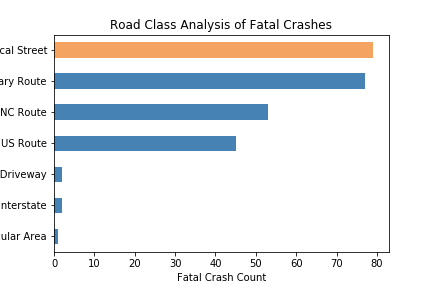 Road Class Analysis of Fatal Crashes
cal Street
ary Route
NC Route
US Route
Driveway
nterstate
ular Area
0 10 20 30 40 50 60 70 80
Fatal Crash Count